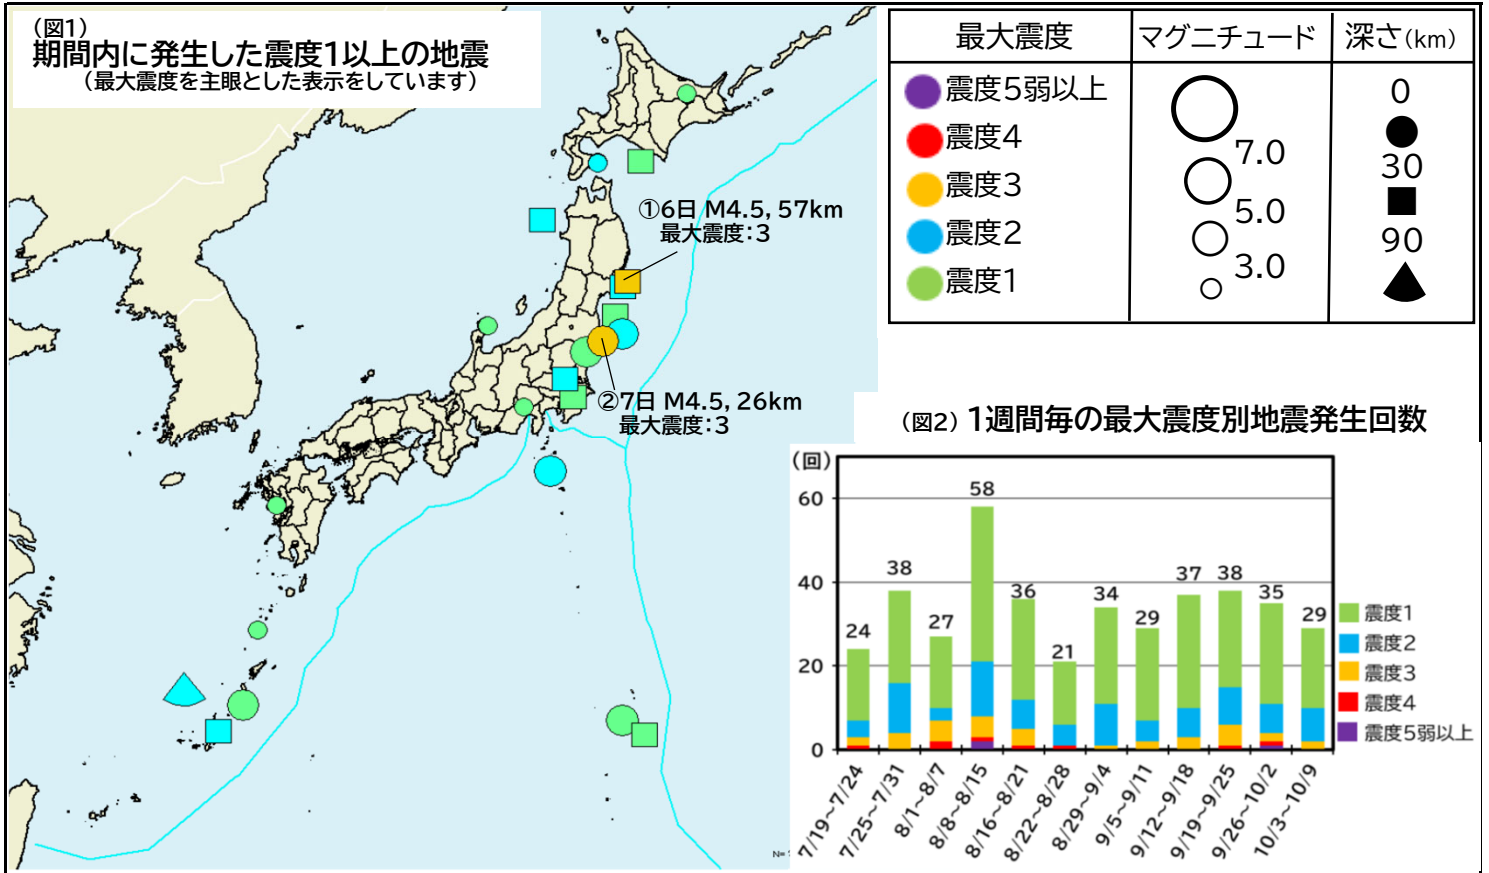 (図1)
期間内に発生した震度1以上の地震
(最大震度を主眼とした表示をしています)
①6日 M4.5, 57km
最大震度:3
②7日 M4.5, 26km
最大震度:3
N=
最大震度 マグニチュード 深さ(km)
震度5弱以上
震度4
震度3
震度2
震度1
7.0
5.0
3.0
0
30
90
(図2) 1週間毎の最大震度別地震発生回数
(回)
60
40
20
0
24
38
27
58
36
21
34
29
37
38
35
29
7/19~7/24
7/25~7/31
8/1~8/7
8/8~8/15
8/16~8/21
8/22~8/28
8/29~9/4
9/5~9/11
9/12~9/18
9/19~9/25
9/26~10/2
10/3~10/9
震度1
震度2
震度3
震度4
震度5弱以上